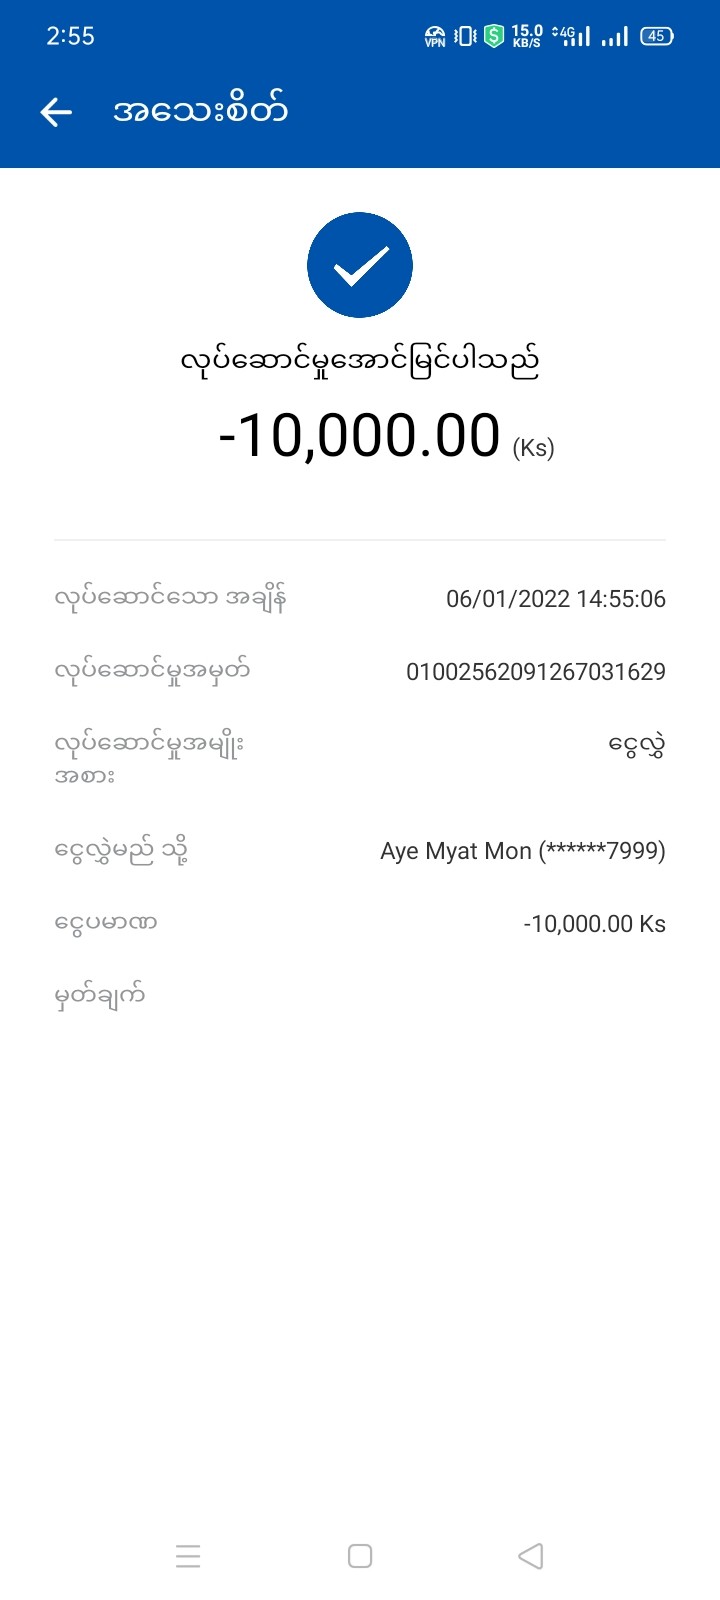 2:55
VPN
15.0
KB/S
4G
45
အသေးစိတ်
လုပ်ဆောင်မှုအောင်မြင်ပါသည်
-10,000.00 (Ks)
လုပ်ဆောင်သော အချိန် 06/01/2022 14:55:06
လုပ်ဆောင်မှုအမှတ် 01002562091267031629
လုပ်ဆောင်မှုအမျိုး ငွေလွှဲ
အစား
ငွေလွှဲမည် သို့ Aye Myat Mon (******7999)
ငွေပမာဏ -10,000.00 Ks
မှတ်ချက်